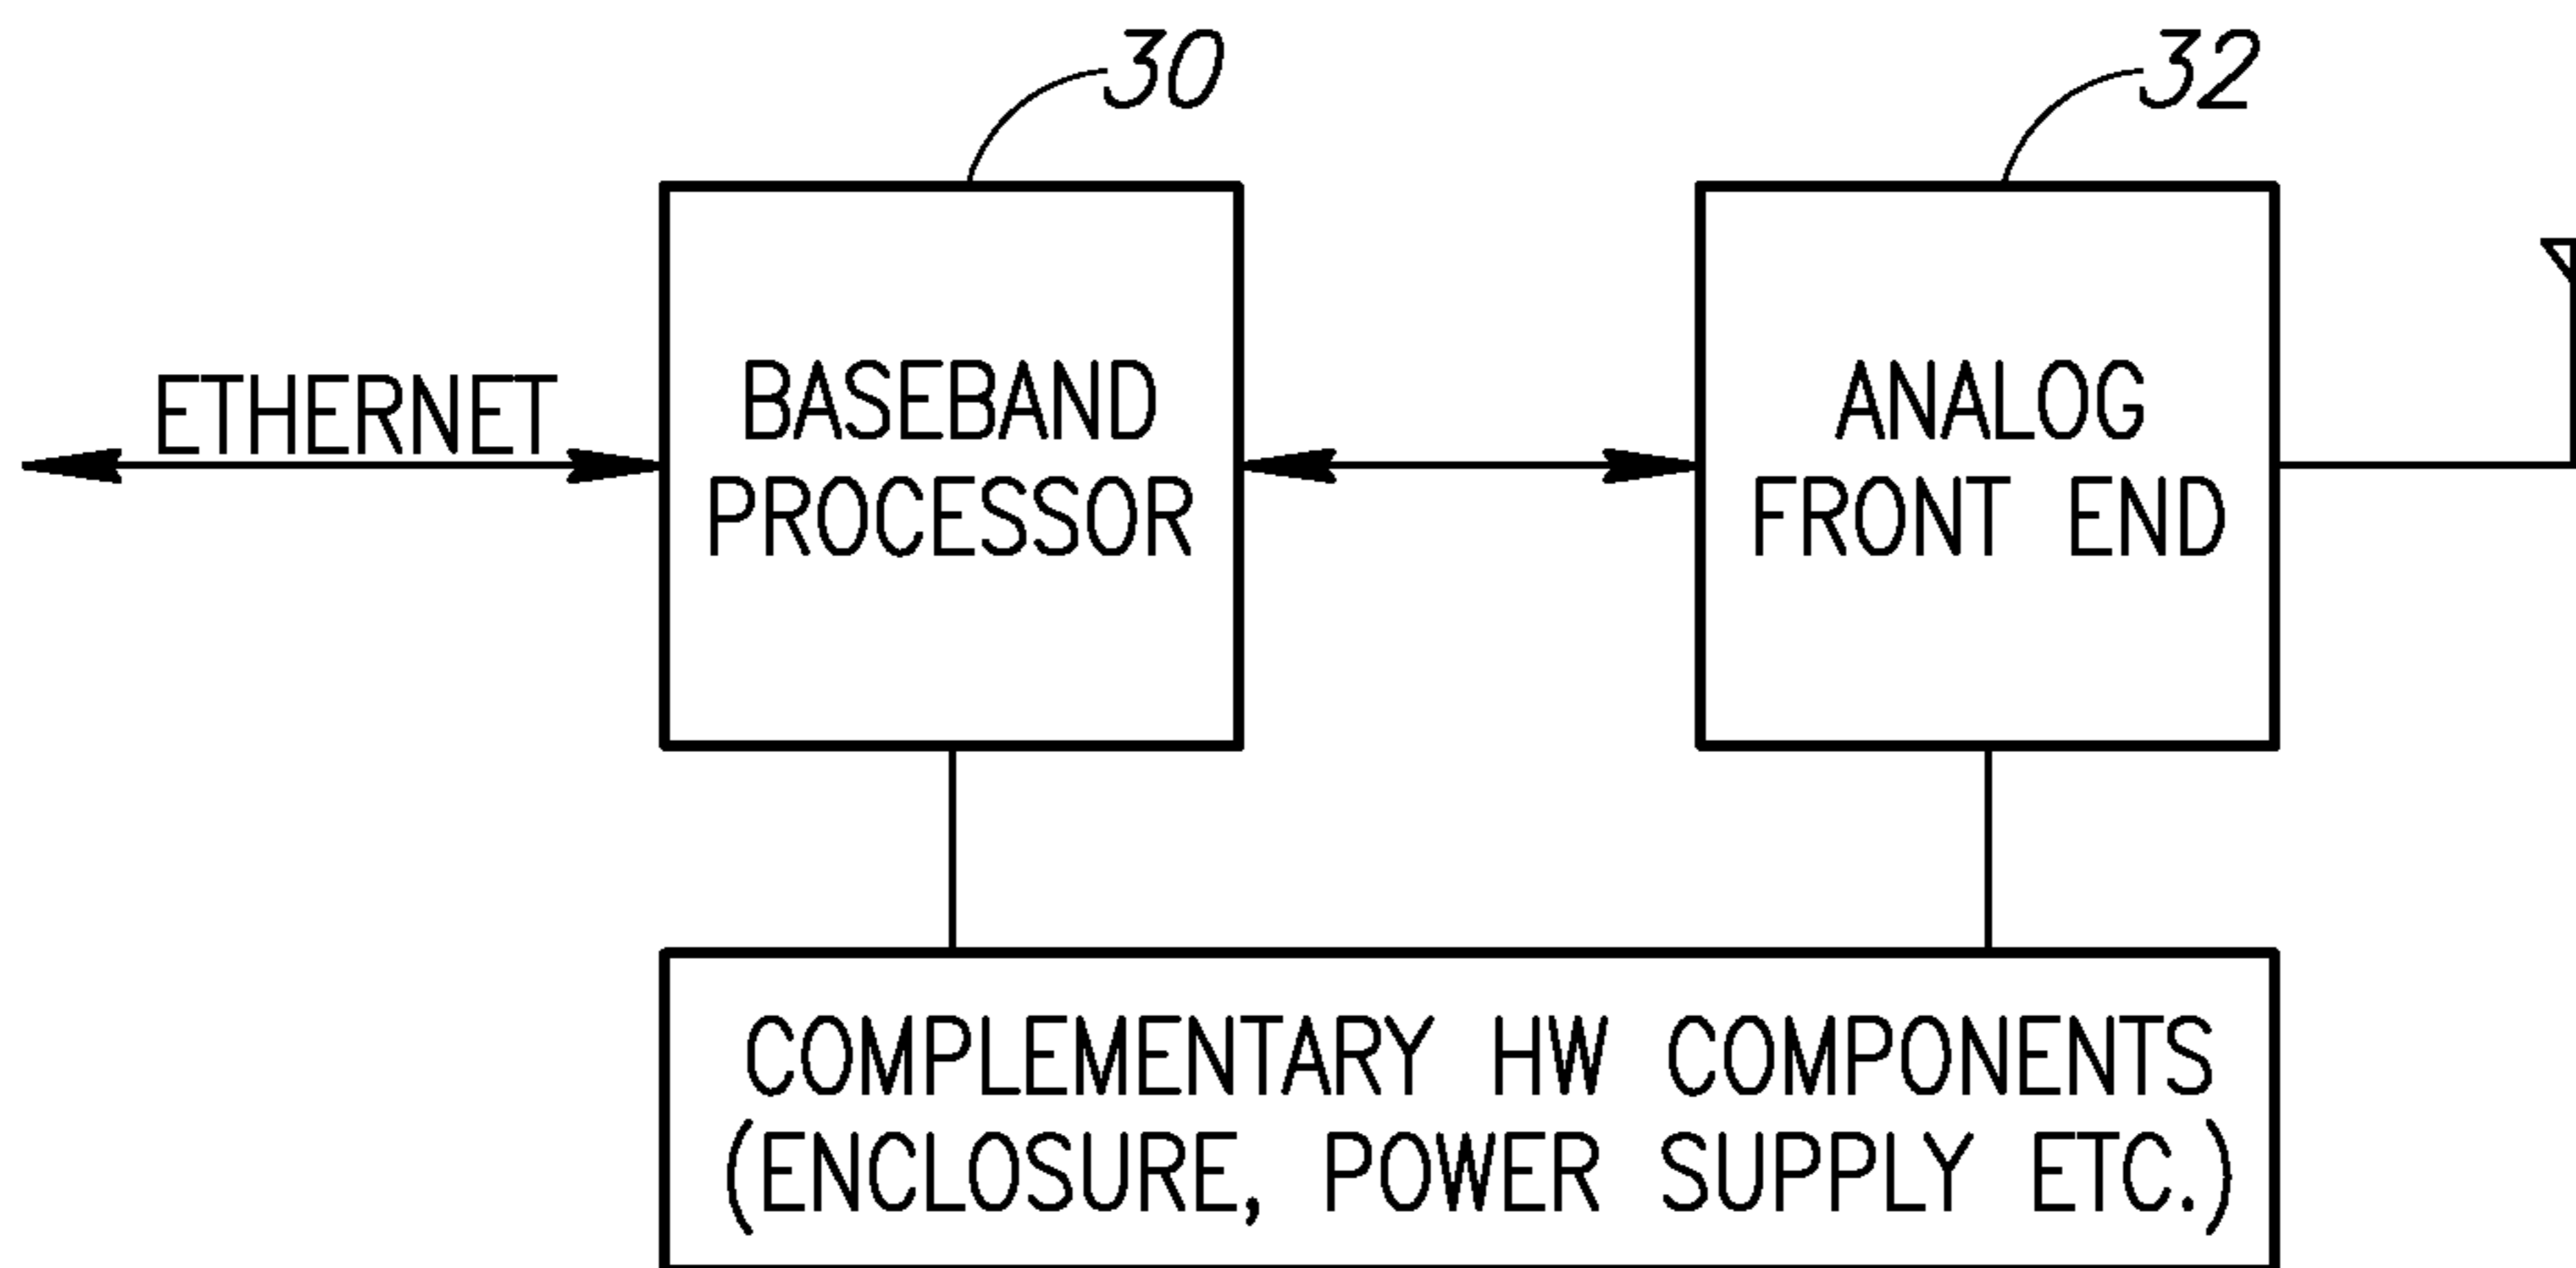 30
32
ETHERNET
BASEBAND
PROCESSOR
ANALOG
FRONT END
COMPLEMENTARY HW COMPONENTS
(ENCLOSURE, POWER SUPPLY ETC.)